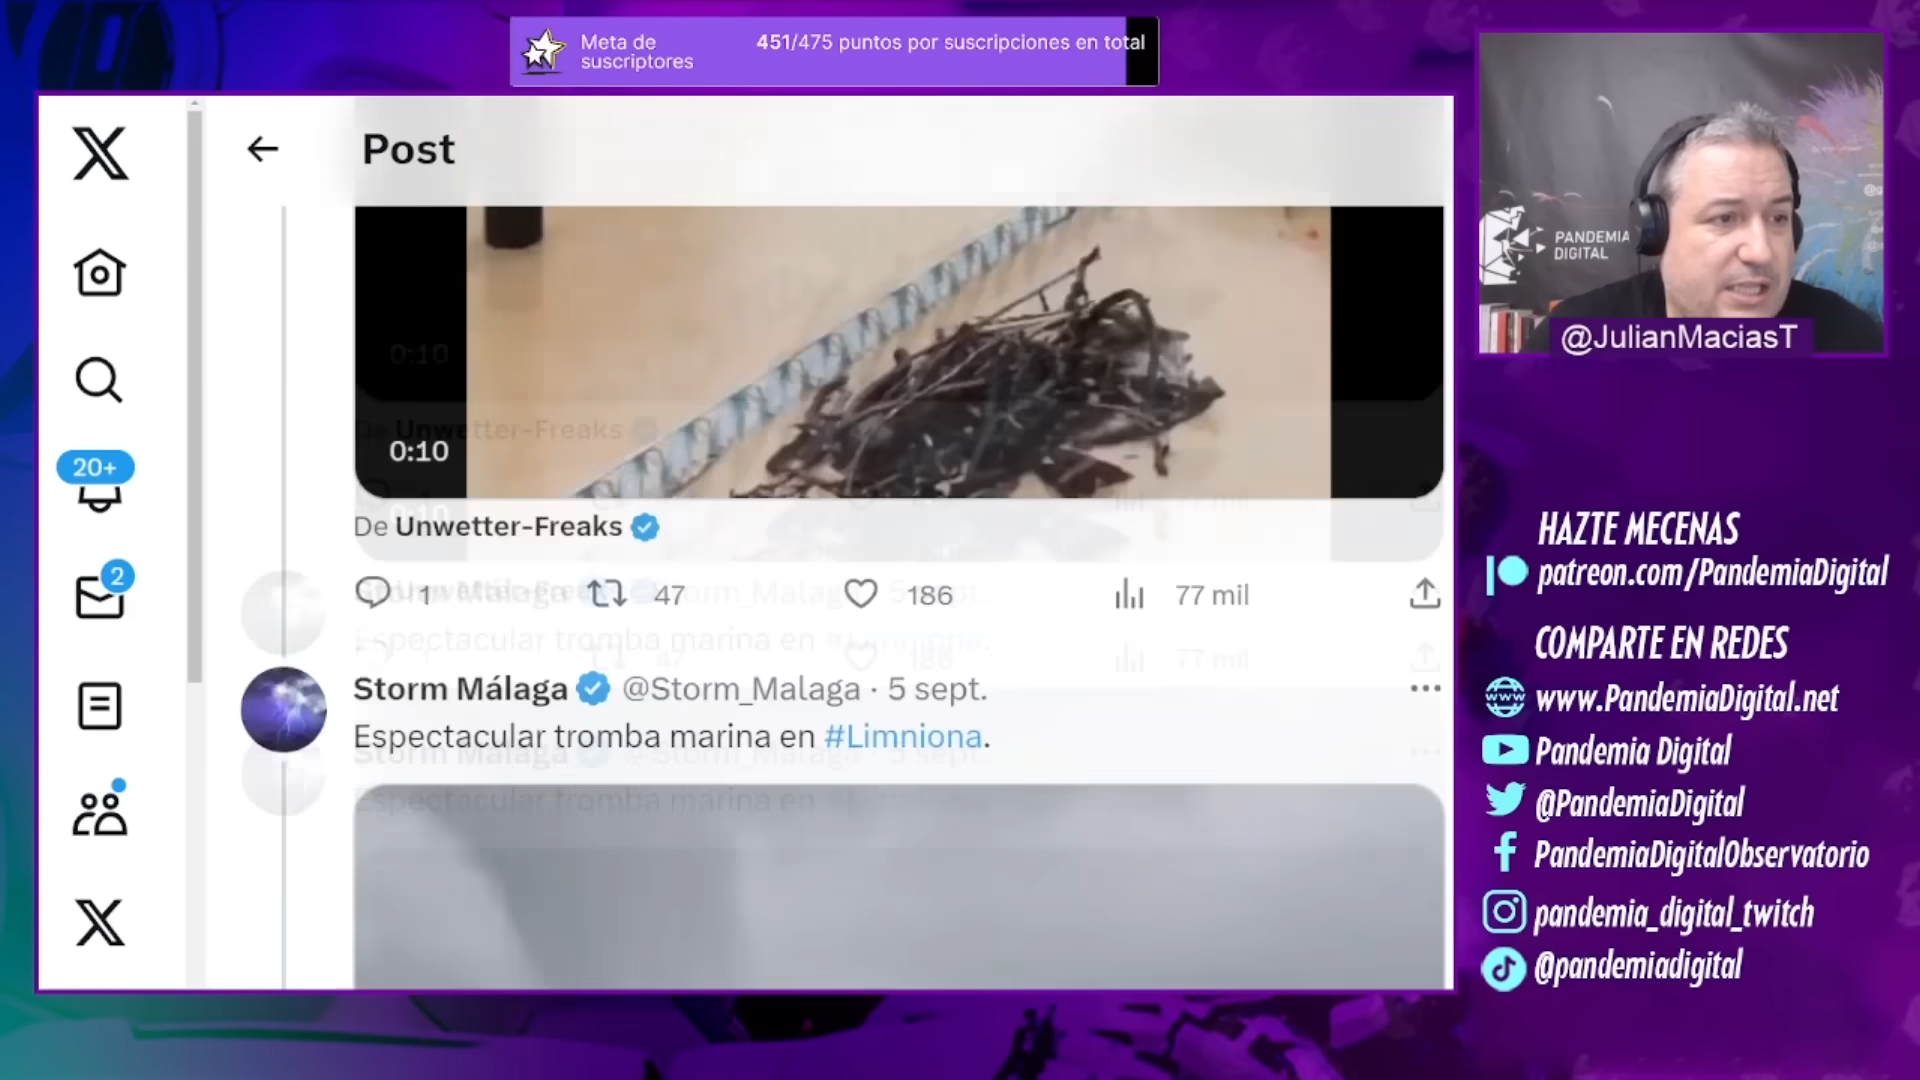 Meta de
suscriptores
451/475 puntos por suscripciones en total
Post
0:10
De Unwetter-Freaks
1 47 186 77 mil
Storm Málaga @Storm_Malaga · 5 sept.
Espectacular tromba marina en #Limniona.
20+
2
PANDEMIA
DIGITAL
@JulianMaciasT
HAZTE MECENAS
patreon.com/PandemiaDigital
COMPARTE EN REDES
www.PandemiaDigital.net
Pandemia Digital
@PandemiaDigital
PandemiaDigitalObservatorio
pandemia_digital_twitch
@pandemiadigital